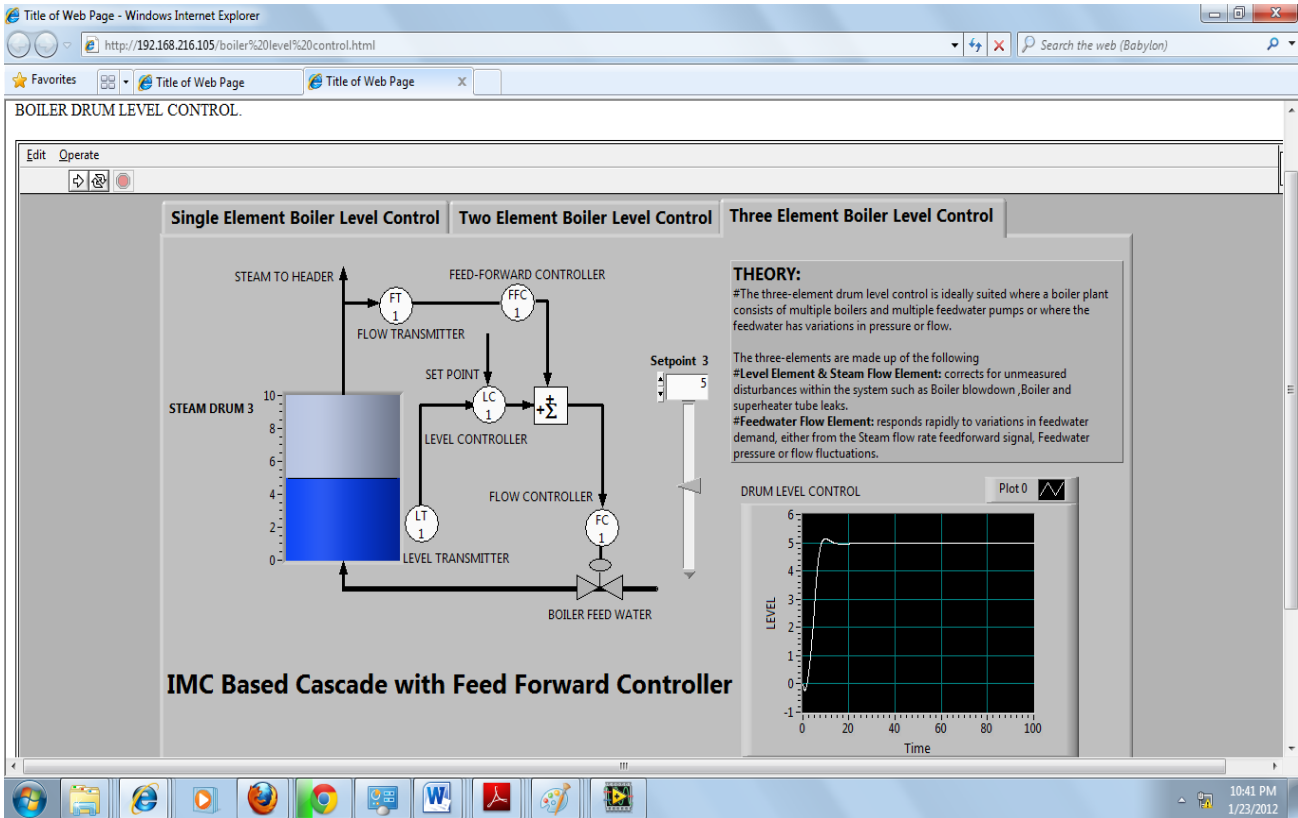 Title of Web Page - Windows Internet Explorer
http://192.168.216.105/boiler%20level%20control.html
Search the web (Babylon)
Favorites
Title of Web Page
Title of Web Page
BOILER DRUM LEVEL CONTROL.
Edit Operate
Single Element Boiler Level Control
Two Element Boiler Level Control
Three Element Boiler Level Control
STEAM TO HEADER
FEED-FORWARD CONTROLLER
FT
1
FFC
1
FLOW TRANSMITTER
SET POINT
LC
1
+
+Σ
LEVEL CONTROLLER
STEAM DRUM 3
10
8
6
4
2
0
LT
1
LEVEL TRANSMITTER
FLOW CONTROLLER
FC
1
BOILER FEED WATER
Setpoint 3
5
THEORY:
#The three-element drum level control is ideally suited where a boiler plant
consists of multiple boilers and multiple feedwater pumps or where the
feedwater has variations in pressure or flow.
The three-elements are made up of the following
#Level Element & Steam Flow Element: corrects for unmeasured
disturbances within the system such as Boiler blowdown ,Boiler and
superheater tube leaks.
#Feedwater Flow Element: responds rapidly to variations in feedwater
demand, either from the Steam flow rate feedforward signal, Feedwater
pressure or flow fluctuations.
DRUM LEVEL CONTROL
Plot 0
6
5
4
3
2
1
0
-1
LEVEL
0 20 40 60 80 100
Time
IMC Based Cascade with Feed Forward Controller
10:41 PM
1/23/2012